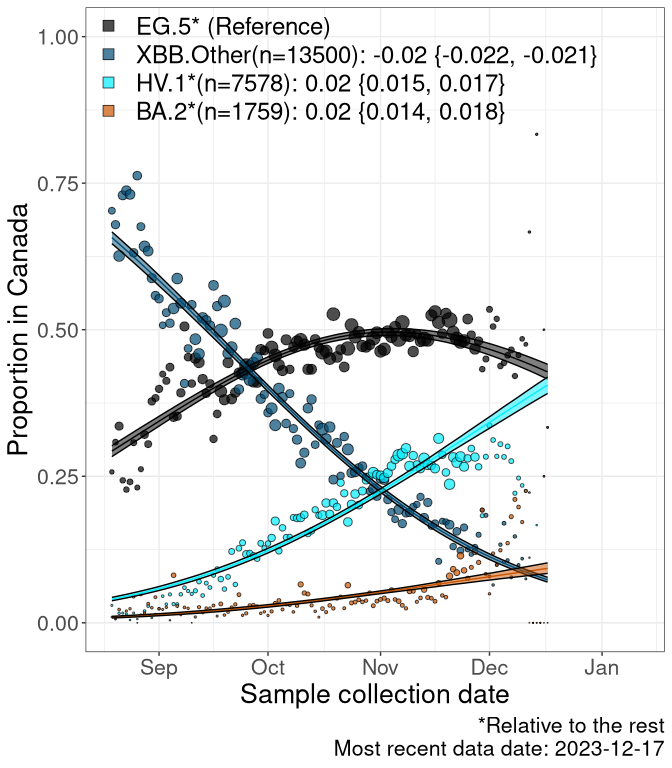 EG.5* (Reference)
XBB.Other(n=13500): -0.02 {-0.022, -0.021}
HV.1*(n=7578): 0.02 {0.015, 0.017}
BA.2*(n=1759): 0.02 {0.014, 0.018}
1.00
0.75
0.50
0.25
0.00
Proportion in Canada
Sep Oct Nov Dec Jan
Sample collection date
*Relative to the rest
Most recent data date: 2023-12-17